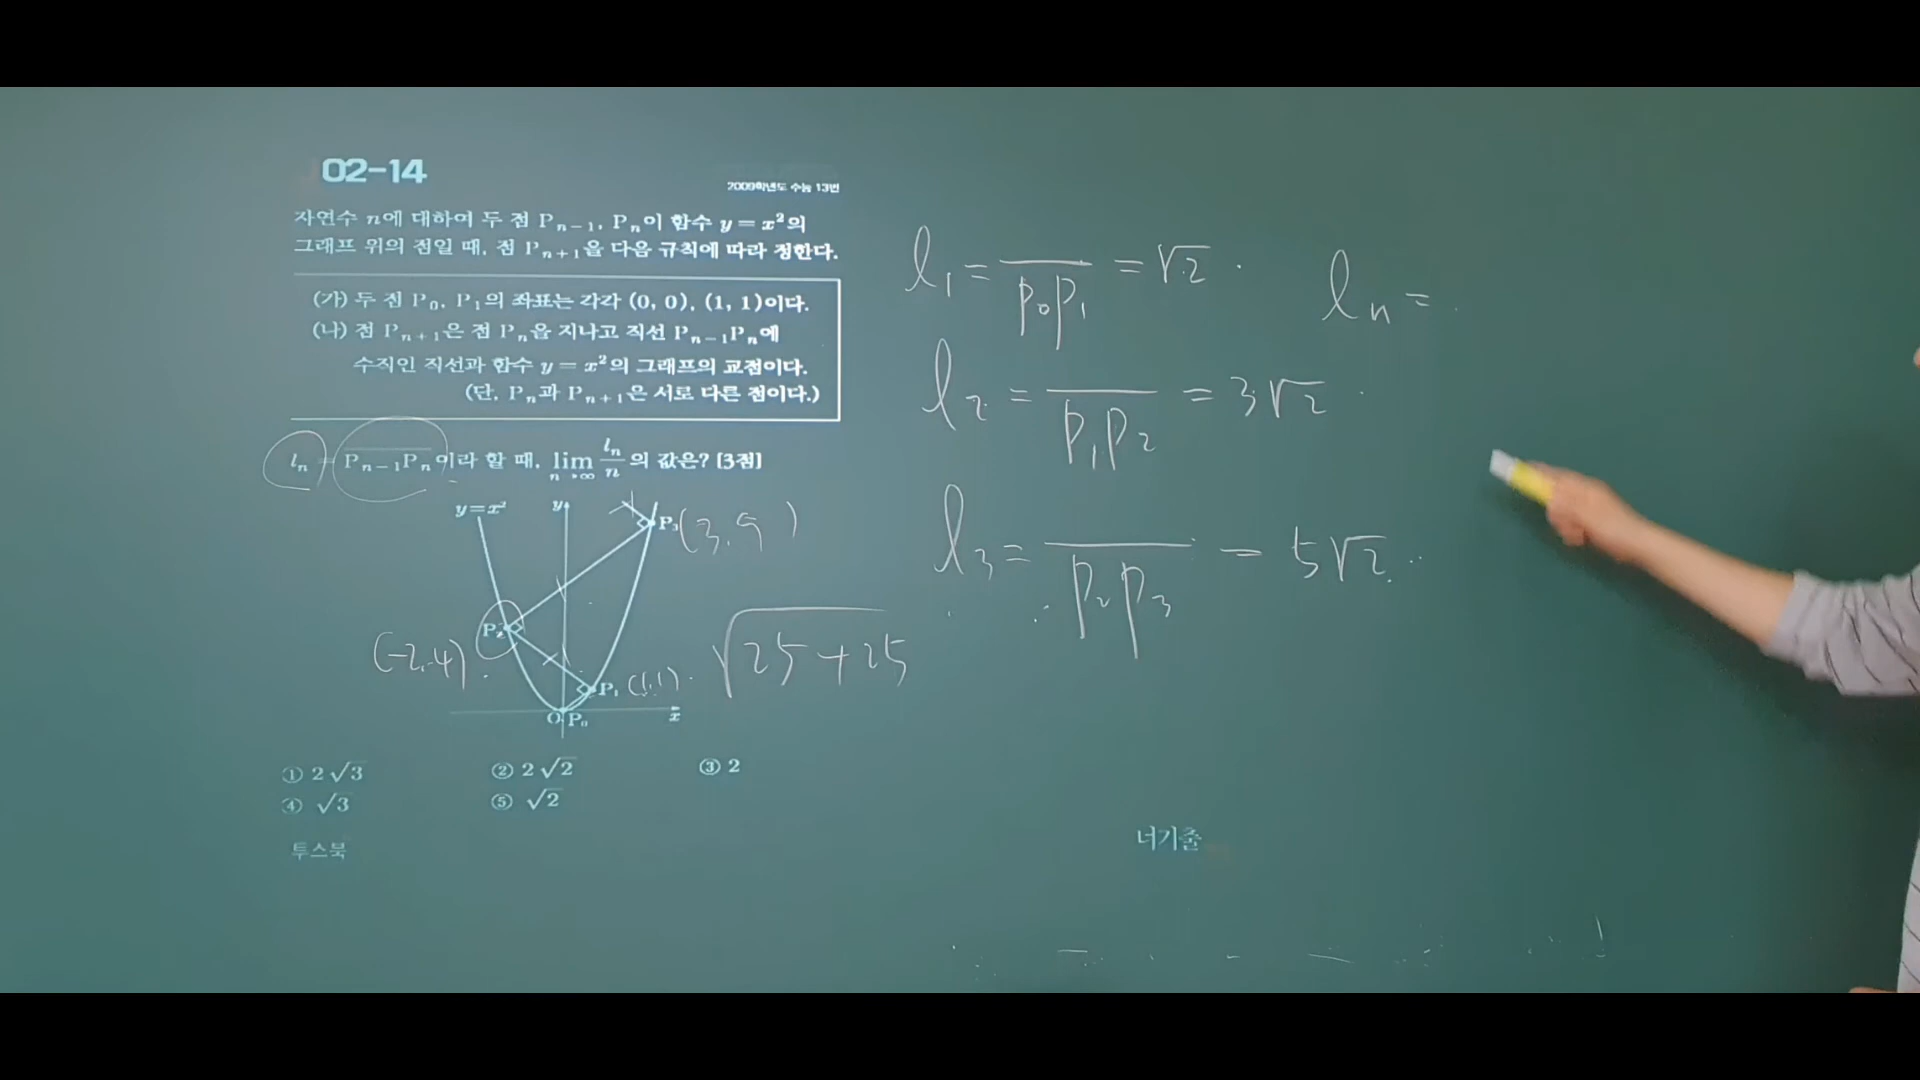 02-14
2009학년도 수능 13번
자연수 n에 대하여 두 점 Pₙ₋₁, Pₙ이 함수 y = x²의
그래프 위의 점일 때, 점 Pₙ₊₁을 다음 규칙에 따라 정한다.
(가) 두 점 P₀, P₁의 좌표는 각각 (0, 0), (1, 1)이다.
(나) 점 Pₙ₊₁은 점 Pₙ을 지나고 직선 Pₙ₋₁Pₙ에
수직인 직선과 함수 y = x²의 그래프의 교점이다.
(단, Pₙ과 Pₙ₊₁은 서로 다른 점이다.)
lₙ = P̅ₙ₋₁P̅ₙ이라 할 때, lim n→∞ lₙ/n 의 값은? [3점]
y=x²
y
P₃
(3, 9)
P₂
(-2, 4)
P₁
(1,1)
O
P₀
x
① 2√3
② 2√2
③ 2
④ √3
⑤ √2
투스북
l₁ = P̅₀P̅₁ = √2
l₂ = P̅₁P̅₂ = 3√2
l₃ = P̅₂P̅₃ = 5√2
√(25+25)
lₙ =
너기출